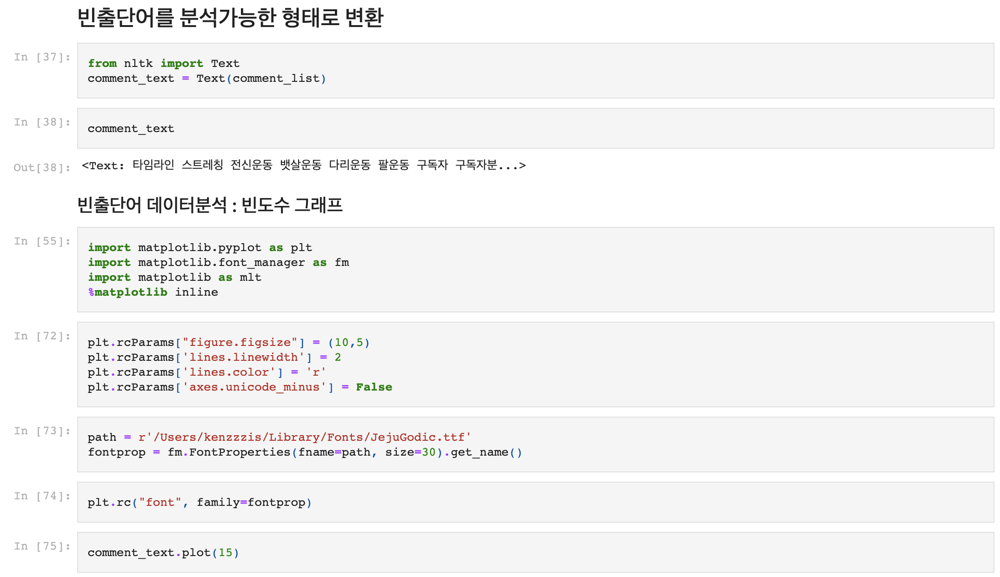 빈출단어를 분석가능한 형태로 변환
In [37]:
from nltk import Text
comment_text = Text(comment_list)
In [38]:
comment_text
Out[38]: <Text: 타임라인 스트레칭 전신운동 뱃살운동 다리운동 팔운동 구독자 구독자분...>
빈출단어 데이터분석 : 빈도수 그래프
In [55]:
import matplotlib.pyplot as plt
import matplotlib.font_manager as fm
import matplotlib as mlt
%matplotlib inline
In [72]:
plt.rcParams["figure.figsize"] = (10,5)
plt.rcParams['lines.linewidth'] = 2
plt.rcParams['lines.color'] = 'r'
plt.rcParams['axes.unicode_minus'] = False
In [73]:
path = r'/Users/kenzzzis/Library/Fonts/JejuGodic.ttf'
fontprop = fm.FontProperties(fname=path, size=30).get_name()
In [74]:
plt.rc("font", family=fontprop)
In [75]:
comment_text.plot(15)